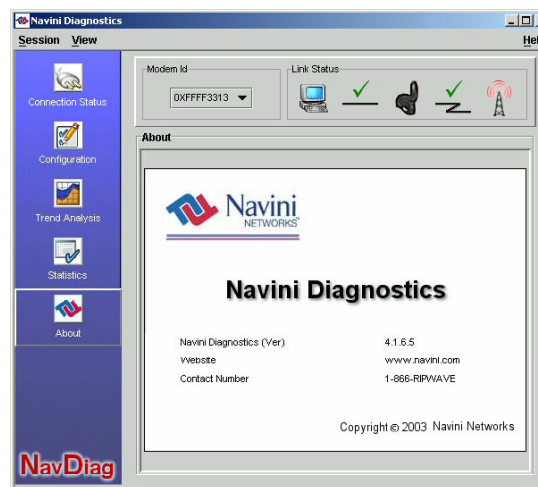 Navini Diagnostics
Session View Hel
Modem Id
0XFFFF3313
Link Status
Connection Status
Configuration
Trend Analysis
Statistics
About
NavDiag
About
Navini
NETWORKS
Navini Diagnostics
Navini Diagnostics (Ver) 4.1.6.5
Website www.navini.com
Contact Number 1-866-RIPWAVE
Copyright © 2003 Navini Networks